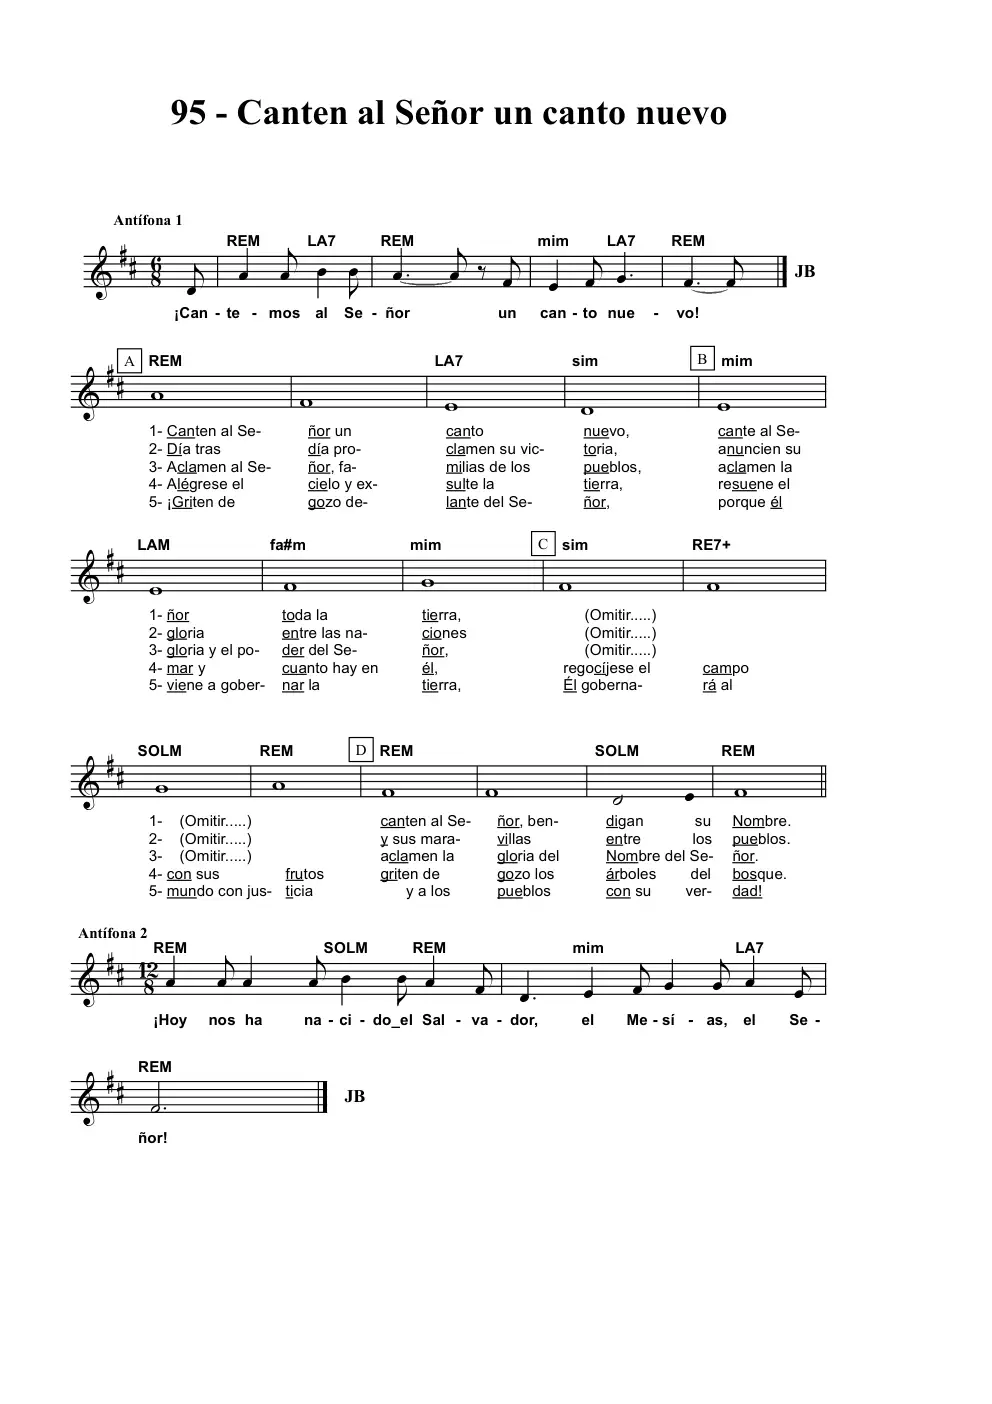 95 - Canten al Señor un canto nuevo
Antífona 1
REM LA7 REM mim LA7 REM
6
8
JB
¡Can - te - mos al Se - ñor un can - to nue - vo!
A REM LA7 sim B mim
1- Canten al Se- ñor un canto nuevo, cante al Se-
2- Día tras día pro- clamen su vic- toria, anuncien su
3- Aclamen al Se- ñor, fa- milias de los pueblos, aclamen la
4- Alégrese el cielo y ex- sulte la tierra, resuene el
5- ¡Griten de gozo de- lante del Se- ñor, porque él
LAM fa#m mim C sim RE7+
1- ñor toda la tierra, (Omitir.....)
2- gloria entre las na- ciones (Omitir.....)
3- gloria y el po- der del Se- ñor, (Omitir.....)
4- mar y cuanto hay en él, regocíjese el campo
5- viene a gober- nar la tierra, Él goberna- rá al
SOLM REM D REM SOLM REM
1- (Omitir.....) canten al Se- ñor, ben- digan su Nombre.
2- (Omitir.....) y sus mara- villas entre los pueblos.
3- (Omitir.....) aclamen la gloria del Nombre del Se- ñor.
4- con sus frutos griten de gozo los árboles del bosque.
5- mundo con jus- ticia y a los pueblos con su ver- dad!
Antífona 2
REM SOLM REM mim LA7
12
8
¡Hoy nos ha na - ci - do_el Sal - va - dor, el Me - sí - as, el Se -
REM
JB
ñor!